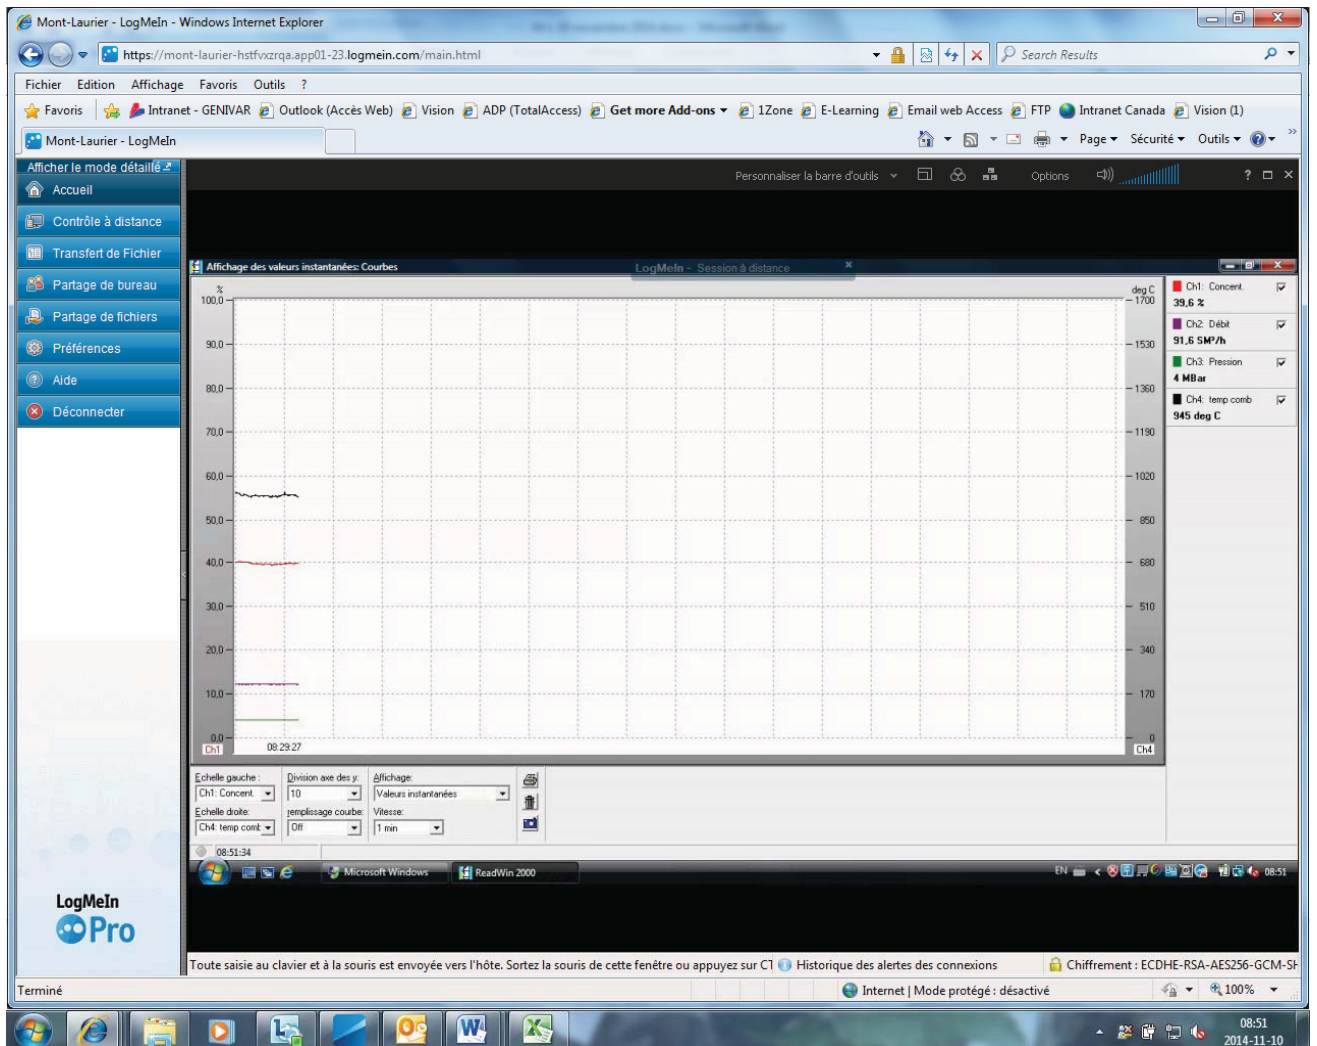 Mont-Laurier - LogMeIn - Windows Internet Explorer
https://mont-laurier-hstfvxzrqa.app01-23.logmein.com/main.html
Search Results
Fichier Edition Affichage Favoris Outils ?
Favoris Intranet - GENIVAR Outlook (Accès Web) Vision ADP (TotalAccess) Get more Add-ons 1Zone E-Learning Email web Access FTP Intranet Canada Vision (1)
Mont-Laurier - LogMeIn
Page Sécurité Outils »
Afficher le mode détaillé
Personnaliser la barre d'outils Options ?
Accueil
Contrôle à distance
Transfert de Fichier
Partage de bureau
Partage de fichiers
Préférences
Aide
Déconnecter
Affichage des valeurs instantanées: Courbes
LogMeIn - Session à distance
%
100,0
90,0
80,0
70,0
60,0
50,0
40,0
30,0
20,0
10,0
0,0
Ch1
08:29:27
deg C
1700
1530
1360
1190
1020
850
680
510
340
170
0
Ch4
Ch1: Concent.
39,6 %
Ch2: Débit
91,6 SM³/h
Ch3: Pression
4 MBar
Ch4: temp comb
945 deg C
Echelle gauche : Division axe des y: Affichage:
Ch1: Concent. 10 Valeurs instantanées
Echelle droite: remplissage courbe: Vitesse:
Ch4: temp comb Off 1 min
08:51:34
Microsoft Windows ReadWin 2000
EN 08:51
LogMeIn
Pro
Toute saisie au clavier et à la souris est envoyée vers l'hôte. Sortez la souris de cette fenêtre ou appuyez sur CT Historique des alertes des connexions Chiffrement : ECDHE-RSA-AES256-GCM-SH
Terminé
Internet | Mode protégé : désactivé 100%
08:51
2014-11-10